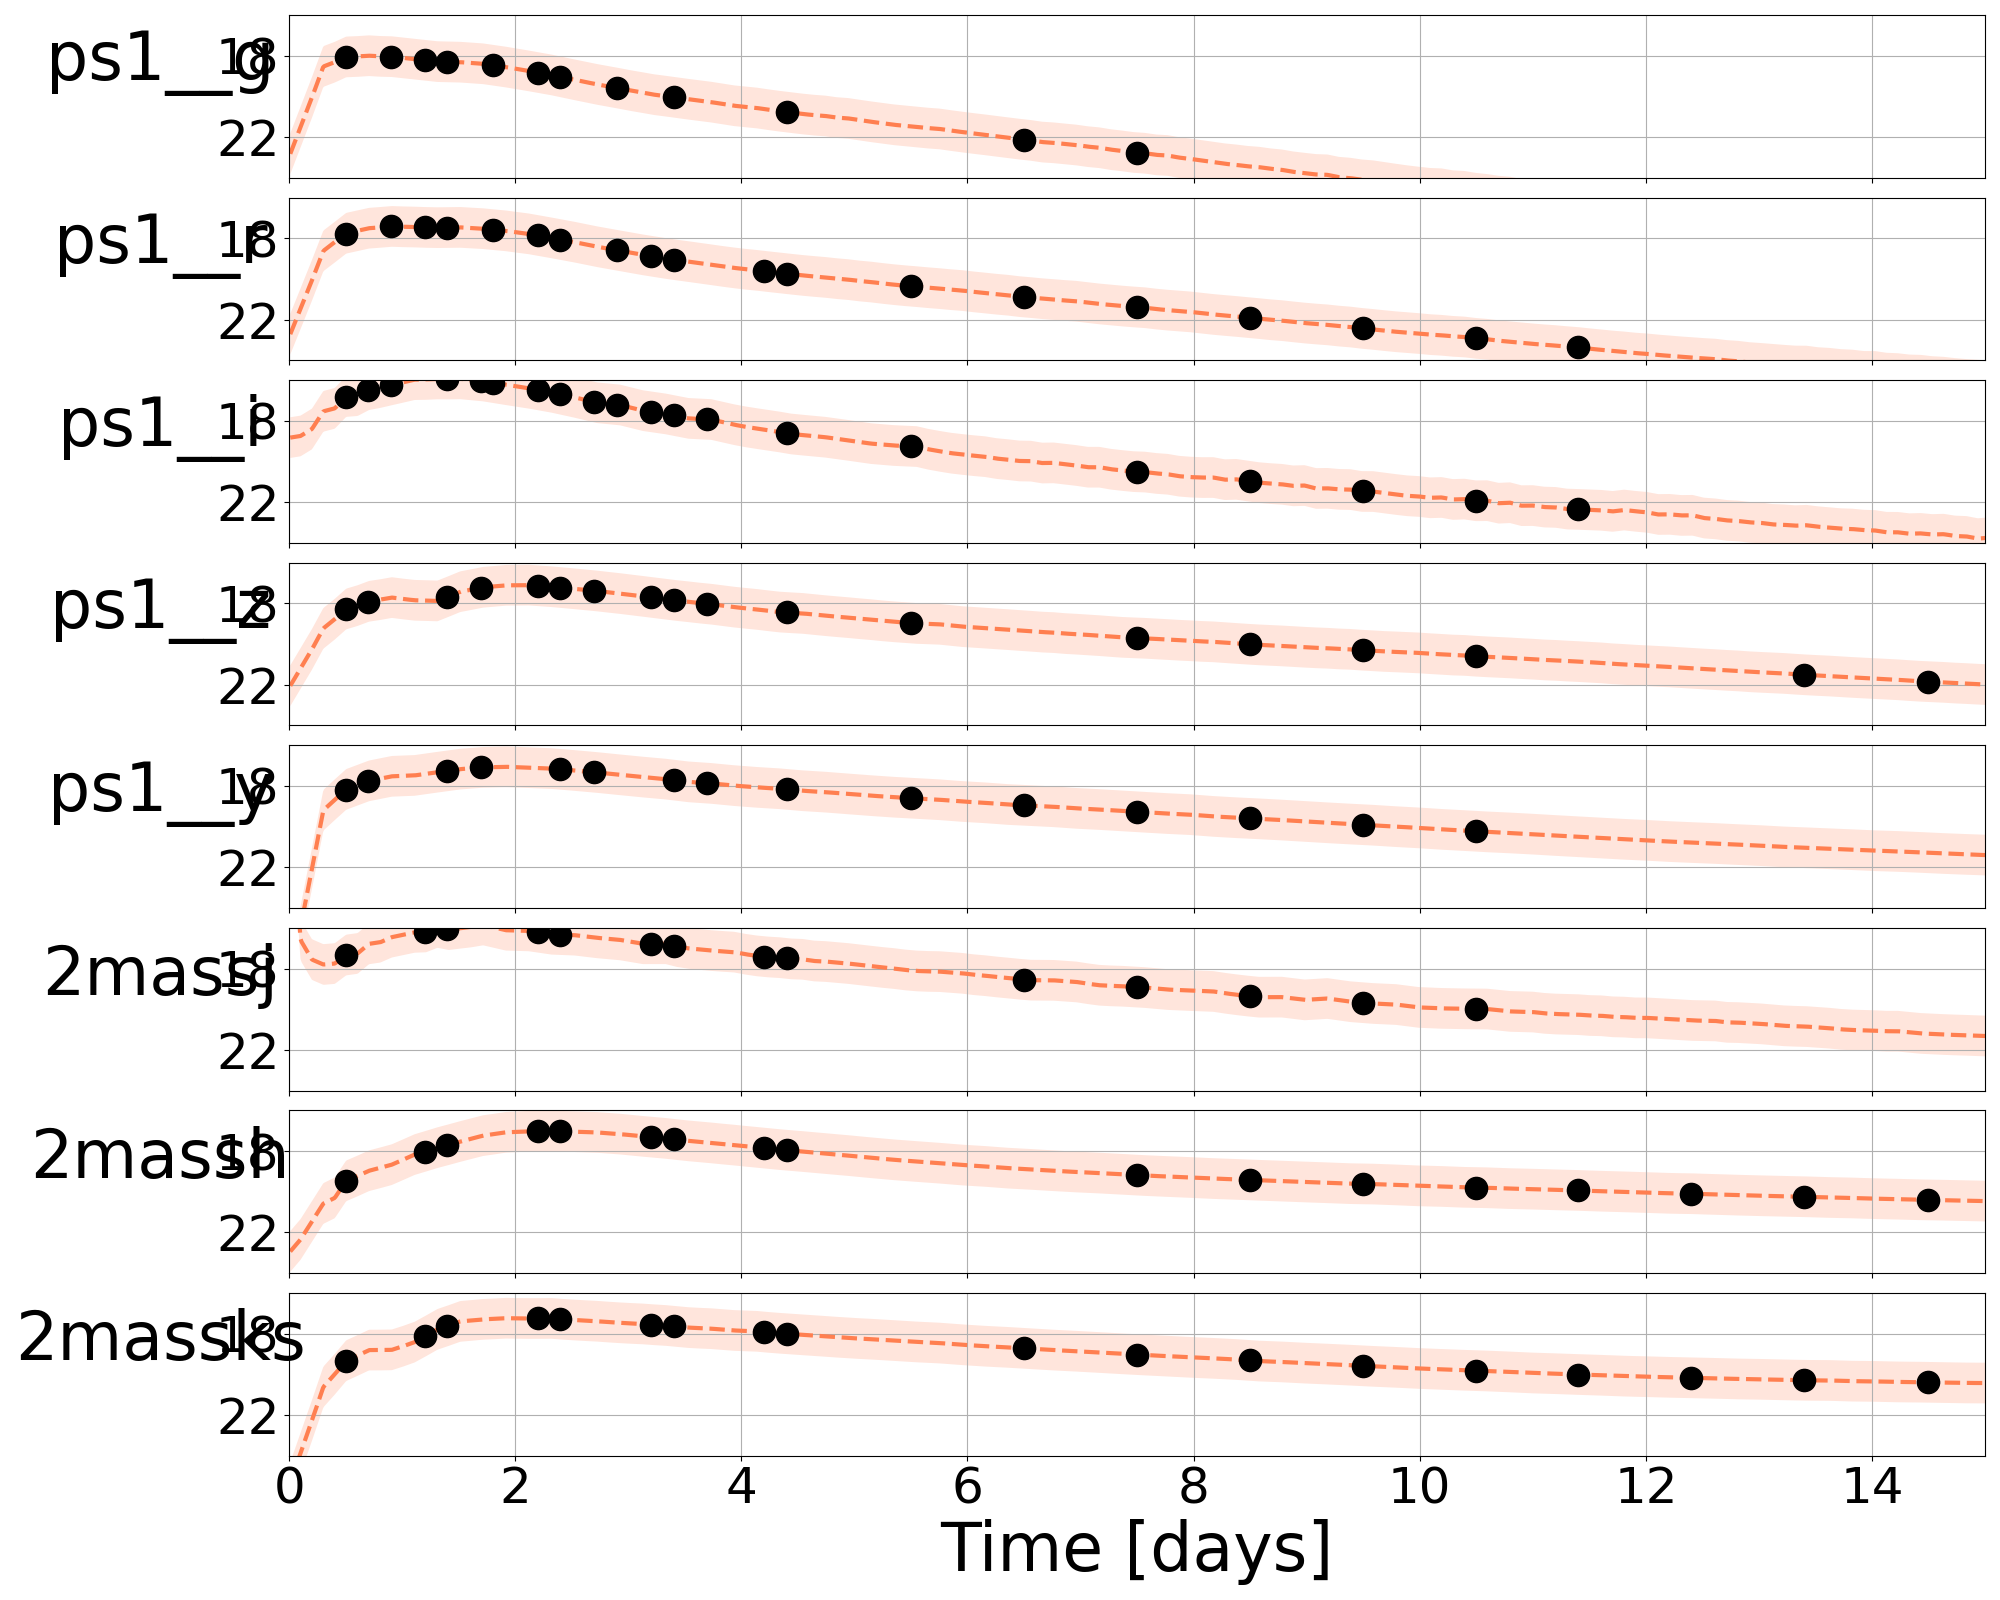 ps1__g 18
22
ps1__r 18
22
ps1__i 18
22
ps1__z 18
22
ps1__y 18
22
2massj 18
22
2massh 18
22
2massks 18
22
0 2 4 6 8 10 12 14
Time [days]